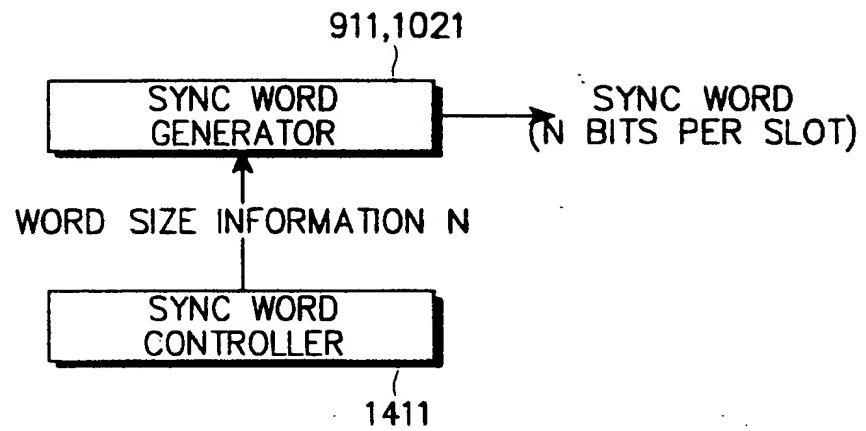 911,1021
SYNC WORD
GENERATOR
SYNC WORD
(N BITS PER SLOT)
WORD SIZE INFORMATION N
SYNC WORD
CONTROLLER
1411